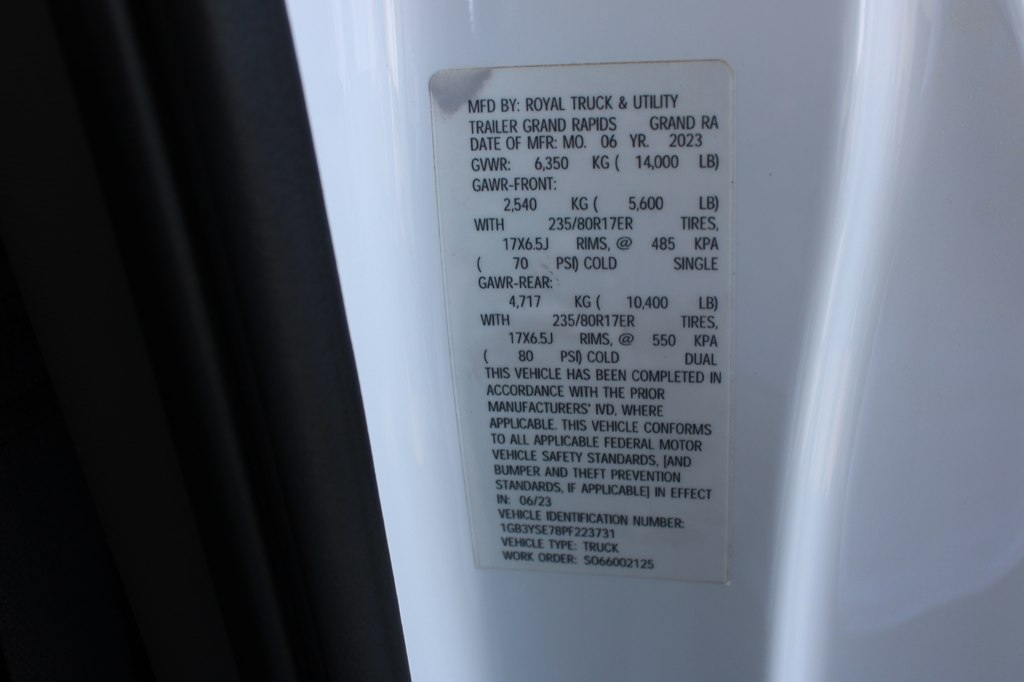 MFD BY: ROYAL TRUCK & UTILITY
TRAILER GRAND RAPIDS GRAND RA
DATE OF MFR: MO. 06 YR. 2023
GVWR: 6,350 KG ( 14,000 LB)
GAWR-FRONT:
2,540 KG ( 5,600 LB)
WITH 235/80R17ER TIRES,
17X6.5J RIMS, @ 485 KPA
( 70 PSI) COLD SINGLE
GAWR-REAR:
4,717 KG ( 10,400 LB)
WITH 235/80R17ER TIRES,
17X6.5J RIMS, @ 550 KPA
( 80 PSI) COLD DUAL
THIS VEHICLE HAS BEEN COMPLETED IN
ACCORDANCE WITH THE PRIOR
MANUFACTURERS' IVD, WHERE
APPLICABLE. THIS VEHICLE CONFORMS
TO ALL APPLICABLE FEDERAL MOTOR
VEHICLE SAFETY STANDARDS, [AND
BUMPER AND THEFT PREVENTION
STANDARDS, IF APPLICABLE] IN EFFECT
IN: 06/23
VEHICLE IDENTIFICATION NUMBER:
1GB3YSE78PF223731
VEHICLE TYPE: TRUCK
WORK ORDER: SO66002125